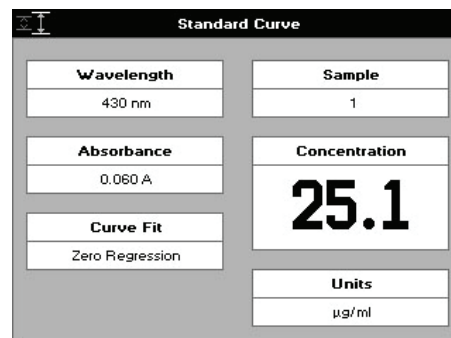 Standard Curve
Wavelength
430 nm
Sample
1
Absorbance
0.060 A
Concentration
25.1
Curve Fit
Zero Regression
Units
µg/ml